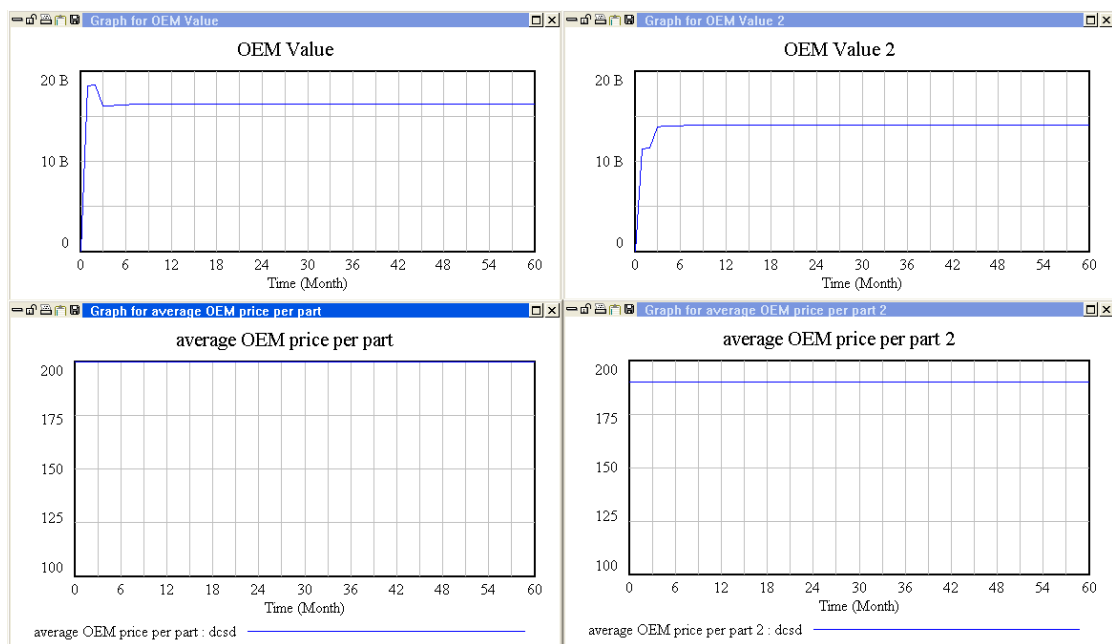 Graph for OEM Value
OEM Value
20 B
10 B
0
0 6 12 18 24 30 36 42 48 54 60
Time (Month)
Graph for OEM Value 2
OEM Value 2
20 B
10 B
0
0 6 12 18 24 30 36 42 48 54 60
Time (Month)
Graph for average OEM price per part
average OEM price per part
200
175
150
125
100
0 6 12 18 24 30 36 42 48 54 60
Time (Month)
average OEM price per part : dcsd
Graph for average OEM price per part 2
average OEM price per part 2
200
175
150
125
100
0 6 12 18 24 30 36 42 48 54 60
Time (Month)
average OEM price per part 2 : dcsd